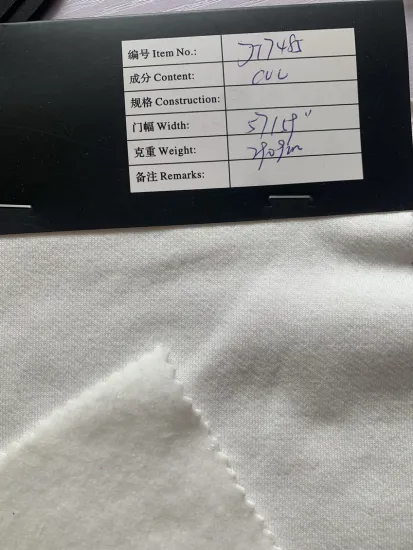 编号 Item No.:
成分 Content: CVC
规格 Construction:
门幅 Width: 57/59"
克重 Weight: 290gm
备注 Remarks: